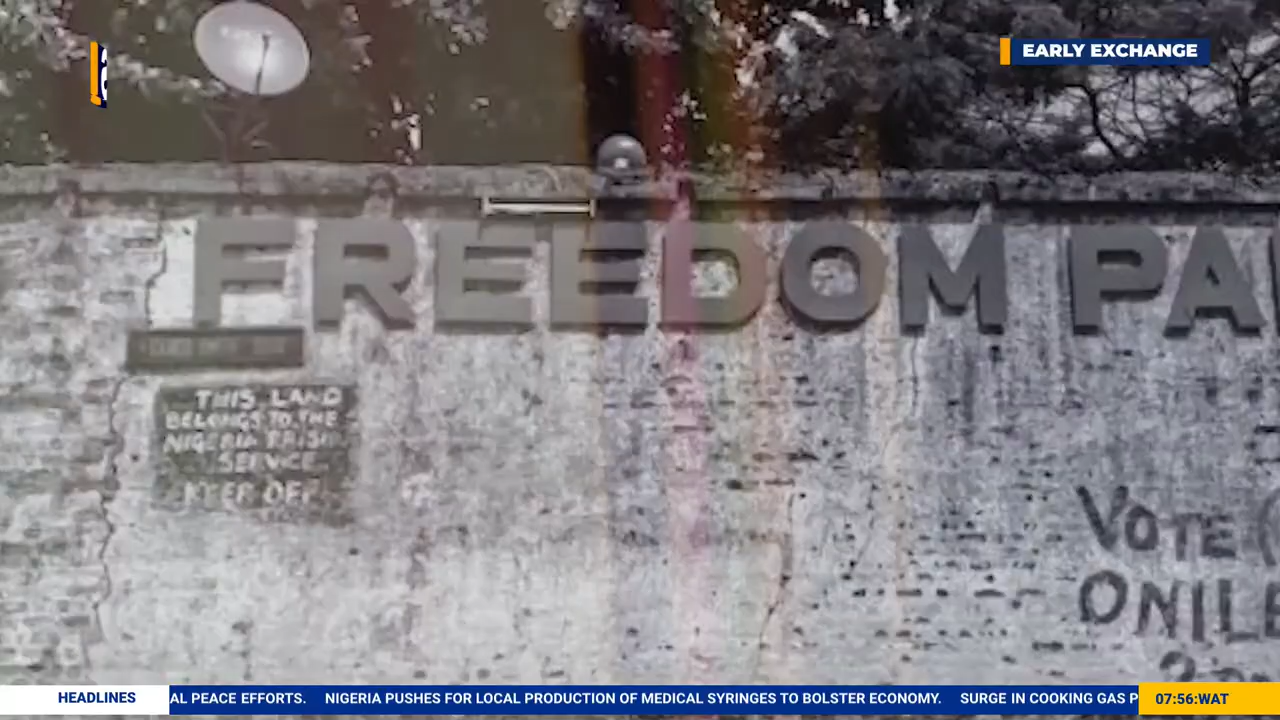 EARLY EXCHANGE
FREEDOM PA
THIS LAND
BELONGS TO THE
NIGERIA PRISON
SERVICE
KEEP OFF
VOTE
ONILE
HEADLINES
AL PEACE EFFORTS. NIGERIA PUSHES FOR LOCAL PRODUCTION OF MEDICAL SYRINGES TO BOLSTER ECONOMY. SURGE IN COOKING GAS P
07:56:WAT